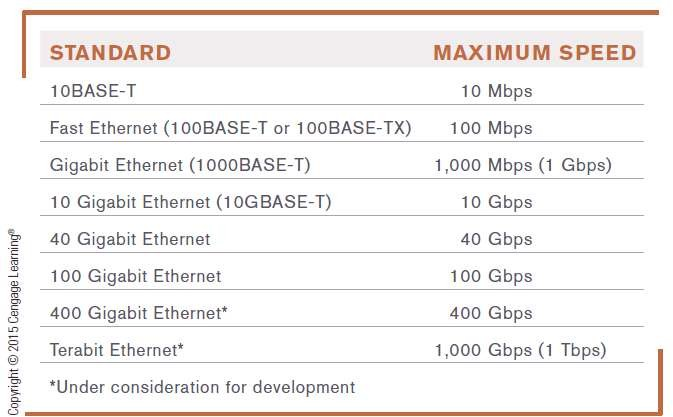 STANDARD MAXIMUM SPEED
10BASE-T 10 Mbps
Fast Ethernet (100BASE-T or 100BASE-TX) 100 Mbps
Gigabit Ethernet (1000BASE-T) 1,000 Mbps (1 Gbps)
10 Gigabit Ethernet (10GBASE-T) 10 Gbps
40 Gigabit Ethernet 40 Gbps
100 Gigabit Ethernet 100 Gbps
400 Gigabit Ethernet* 400 Gbps
Terabit Ethernet* 1,000 Gbps (1 Tbps)
*Under consideration for development
Copyright © 2015 Cengage Learning®